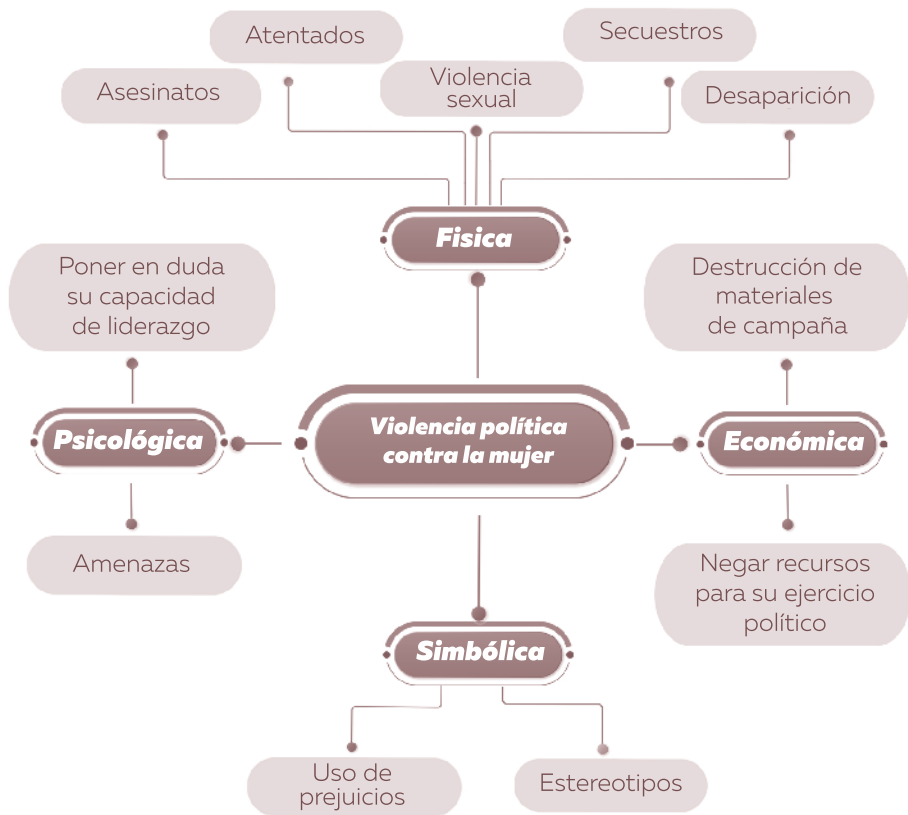 Atentados
Secuestros
Asesinatos
Violencia
sexual
Desaparición
Fisica
Poner en duda
su capacidad
de liderazgo
Destrucción de
materiales
de campaña
Psicológica
Violencia política
contra la mujer
Económica
Amenazas
Negar recursos
para su ejercicio
político
Simbólica
Uso de
prejuicios
Estereotipos